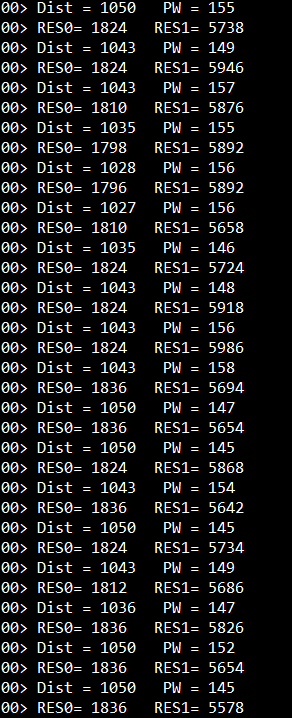 00> Dist = 1050   PW = 155
00> RES0= 1824   RES1= 5738
00> Dist = 1043   PW = 149
00> RES0= 1824   RES1= 5946
00> Dist = 1043   PW = 157
00> RES0= 1810   RES1= 5876
00> Dist = 1035   PW = 155
00> RES0= 1798   RES1= 5892
00> Dist = 1028   PW = 156
00> RES0= 1796   RES1= 5892
00> Dist = 1027   PW = 156
00> RES0= 1810   RES1= 5658
00> Dist = 1035   PW = 146
00> RES0= 1824   RES1= 5724
00> Dist = 1043   PW = 148
00> RES0= 1824   RES1= 5918
00> Dist = 1043   PW = 156
00> RES0= 1824   RES1= 5986
00> Dist = 1043   PW = 158
00> RES0= 1836   RES1= 5694
00> Dist = 1050   PW = 147
00> RES0= 1836   RES1= 5654
00> Dist = 1050   PW = 145
00> RES0= 1824   RES1= 5868
00> Dist = 1043   PW = 154
00> RES0= 1836   RES1= 5642
00> Dist = 1050   PW = 145
00> RES0= 1824   RES1= 5734
00> Dist = 1043   PW = 149
00> RES0= 1812   RES1= 5686
00> Dist = 1036   PW = 147
00> RES0= 1836   RES1= 5826
00> Dist = 1050   PW = 152
00> RES0= 1836   RES1= 5654
00> Dist = 1050   PW = 145
00> RES0= 1836   RES1= 5578